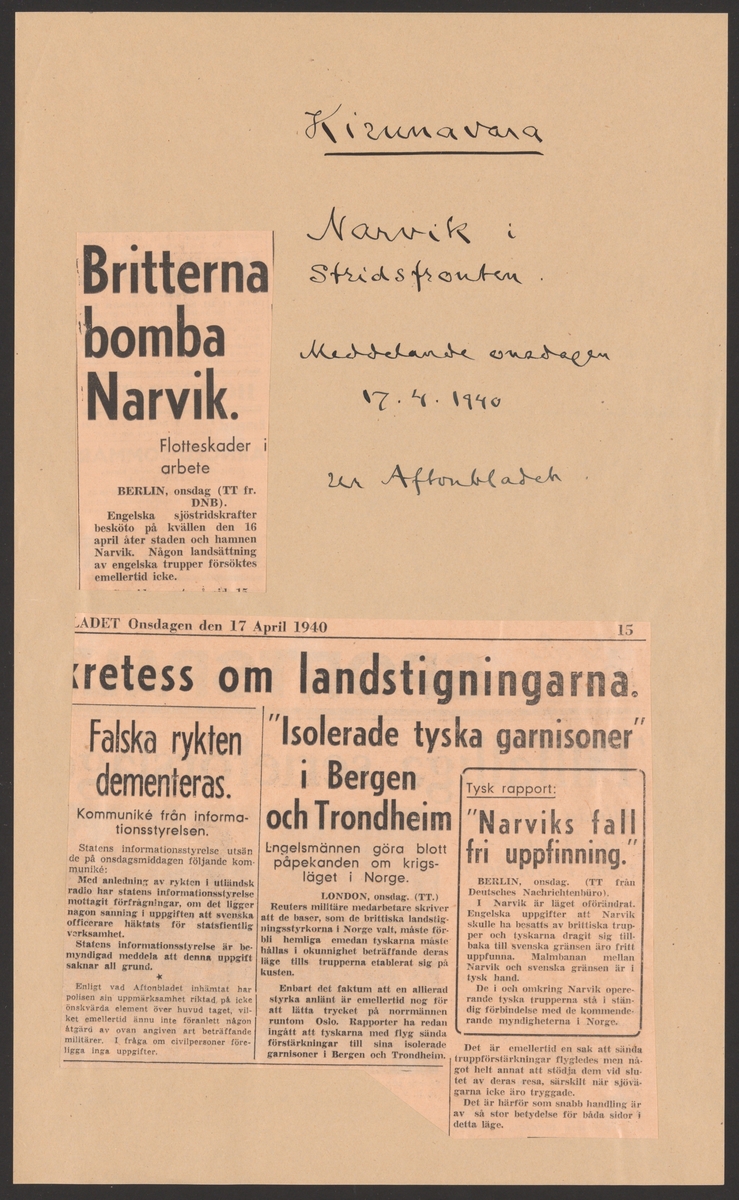 Kirunavara
Narvik i
Stridsfronten.
Meddelande onsdagen
17.4.1940
ur Aftonbladet
Britterna
bomba
Narvik.
Flotteskader i
arbete
BERLIN, onsdag (TT fr.
DNB).
Engelska sjöstridskrafter
besköto på kvällen den 16
april åter staden och hamnen
Narvik. Någon landsättning
av engelska trupper försöktes
emellertid icke.
LADET Onsdagen den 17 April 1940 15
kretess om landstigningarna.
Falska rykten
dementeras.
Kommuniké från informa-
tionsstyrelsen.
Statens informationsstyrelse utsän
de på onsdagsmiddagen följande kom-
muniké:
Med anledning av rykten i utländsk
radio har statens informationsstyrelse
mottagit förfrågningar, om det ligger
någon sanning i uppgiften att svenska
officerare häktats för statsfientlig
verksamhet.
Statens informationsstyrelse är be-
myndigad meddela att denna uppgift
saknar all grund.
*
Enligt vad Aftonbladet inhämtat har
polisen sin uppmärksamhet riktad på icke
önskvärda element över huvud taget, vil-
ket emellertid ännu inte föranlett någon
åtgärd av ovan angiven art beträffande
militärer. I fråga om civilpersoner före-
ligga inga uppgifter.
"Isolerade tyska garnisoner"
i Bergen
och Trondheim
Engelsmännen göra blott
påpekanden om krigs-
läget i Norge.
LONDON, onsdag. (TT.)
Reuters militäre medarbetare skriver
att de baser, som de brittiska landstig-
ningsstyrkorna i Norge valt, måste för-
bli hemliga emedan tyskarna måste
hållas i okunnighet beträffande deras
läge tills trupperna etablerat sig på
kusten.
Enbart det faktum att en allierad
styrka anlänt är emellertid nog för
att lätta trycket på norrmännen
runtom Oslo. Rapporter ha redan
ingått att tyskarna med flyg sända
förstärkningar till sina isolerade
garnisoner i Bergen och Trondheim.
Tysk rapport:
"Narviks fall
fri uppfinning."
BERLIN, onsdag. (TT från
Deutsches Nachrichtenbüro).
I Narvik är läget oförändrat.
Engelska uppgifter att Narvik
skulle ha besatts av brittiska trup-
per och tyskarna dragit sig till-
baka till svenska gränsen äro fritt
uppfunna. Malmbanan mellan
Narvik och svenska gränsen är i
tysk hand.
De i och omkring Narvik opere-
rande tyska trupperna stå i stän-
dig förbindelse med de kommende-
rande myndigheterna i Norge.
Det är emellertid en sak att sända
truppförstärkningar flygledes men nå-
got helt annat att stödja dem vid slu-
tet av deras resa, särskilt när sjövä-
garna icke äro tryggade.
Det är härför som snabb handling är
av så stor betydelse för båda sidor i
detta läge.